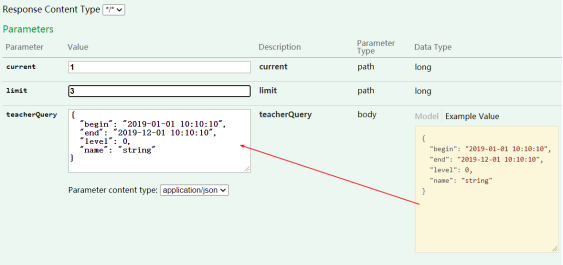 Response Content Type */*
Parameters
Parameter Value Description Parameter Type Data Type
current 1 current path long
limit 3 limit path long
teacherQuery { teacherQuery body Model Example Value
"begin": "2019-01-01 10:10:10",
"end": "2019-12-01 10:10:10",
"level": 0,
"name": "string"
}
{
"begin": "2019-01-01 10:10:10",
"end": "2019-12-01 10:10:10",
"level": 0,
"name": "string"
}
Parameter content type: application/json